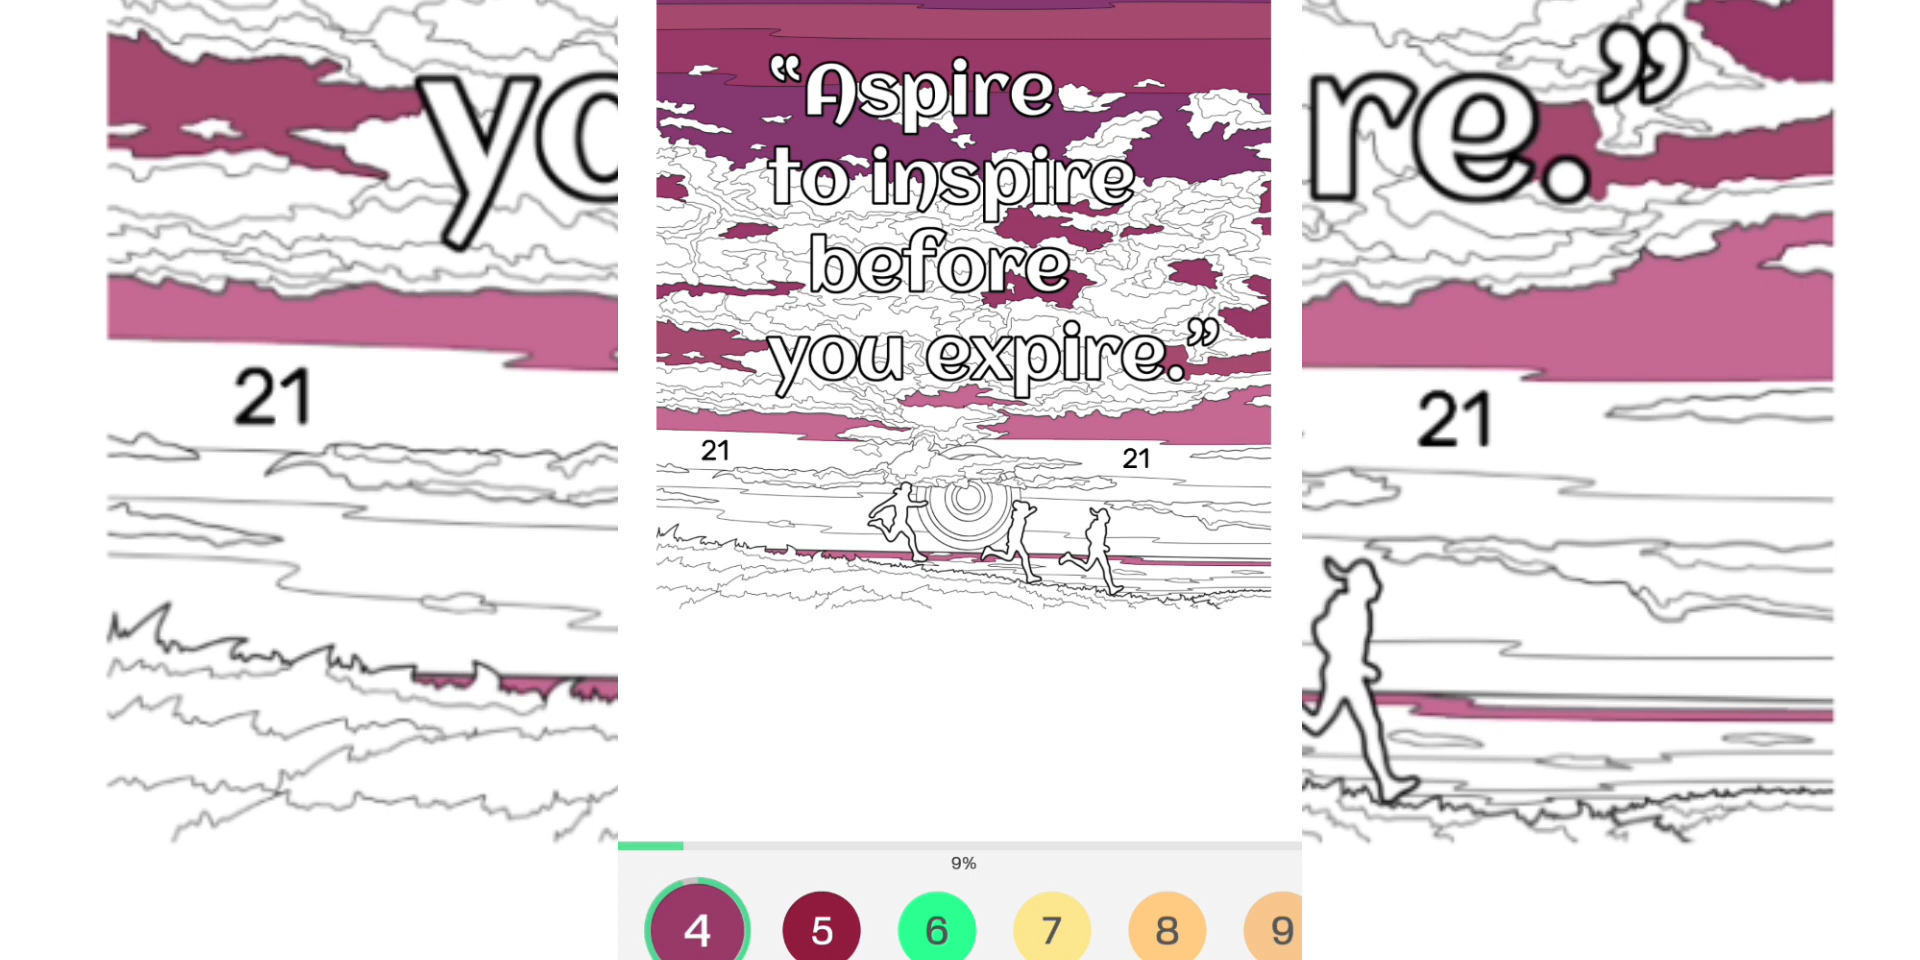 “Aspire
to inspire
before
you expire.”
21
21
9%
4 5 6 7 8 9
yo
21
re.”
21